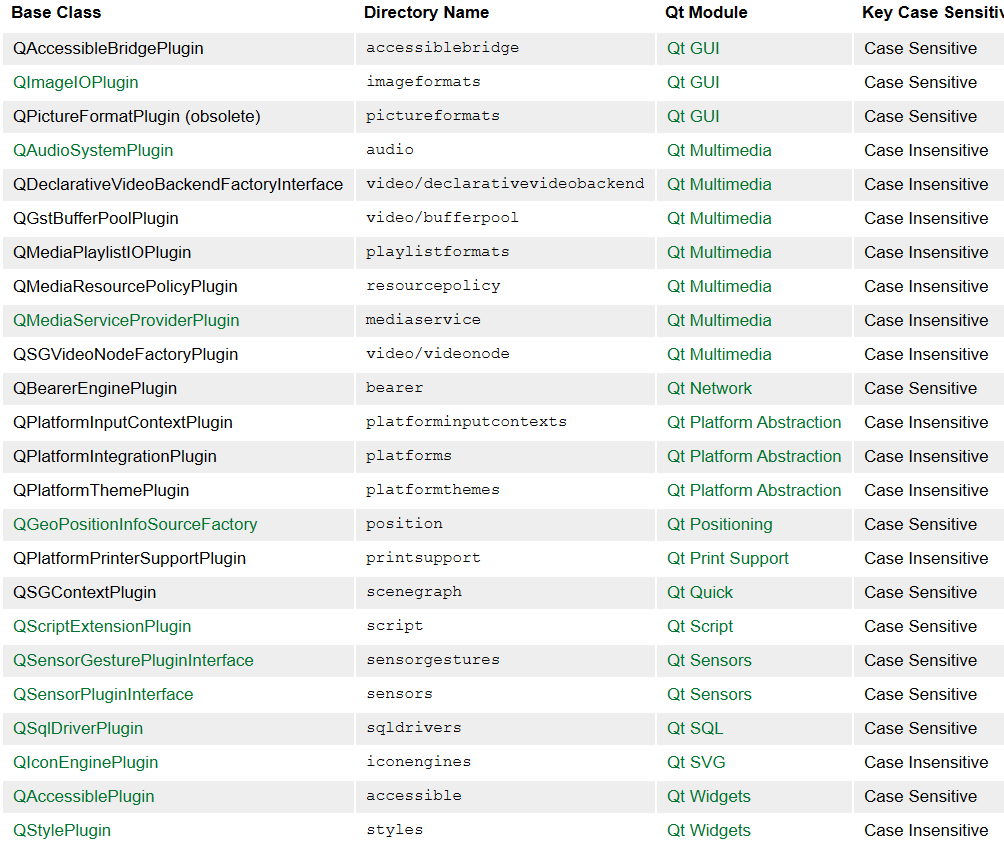 Base Class Directory Name Qt Module Key Case Sensitiv
QAccessibleBridgePlugin accessiblebridge Qt GUI Case Sensitive
QImageIOPlugin imageformats Qt GUI Case Sensitive
QPictureFormatPlugin (obsolete) pictureformats Qt GUI Case Sensitive
QAudioSystemPlugin audio Qt Multimedia Case Insensitive
QDeclarativeVideoBackendFactoryInterface video/declarativevideobackend Qt Multimedia Case Insensitive
QGstBufferPoolPlugin video/bufferpool Qt Multimedia Case Insensitive
QMediaPlaylistIOPlugin playlistformats Qt Multimedia Case Insensitive
QMediaResourcePolicyPlugin resourcepolicy Qt Multimedia Case Insensitive
QMediaServiceProviderPlugin mediaservice Qt Multimedia Case Insensitive
QSGVideoNodeFactoryPlugin video/videonode Qt Multimedia Case Insensitive
QBearerEnginePlugin bearer Qt Network Case Sensitive
QPlatformInputContextPlugin platforminputcontexts Qt Platform Abstraction Case Insensitive
QPlatformIntegrationPlugin platforms Qt Platform Abstraction Case Insensitive
QPlatformThemePlugin platformthemes Qt Platform Abstraction Case Insensitive
QGeoPositionInfoSourceFactory position Qt Positioning Case Sensitive
QPlatformPrinterSupportPlugin printsupport Qt Print Support Case Insensitive
QSGContextPlugin scenegraph Qt Quick Case Sensitive
QScriptExtensionPlugin script Qt Script Case Sensitive
QSensorGesturePluginInterface sensorgestures Qt Sensors Case Sensitive
QSensorPluginInterface sensors Qt Sensors Case Sensitive
QSqlDriverPlugin sqldrivers Qt SQL Case Sensitive
QIconEnginePlugin iconengines Qt SVG Case Insensitive
QAccessiblePlugin accessible Qt Widgets Case Sensitive
QStylePlugin styles Qt Widgets Case Insensitive